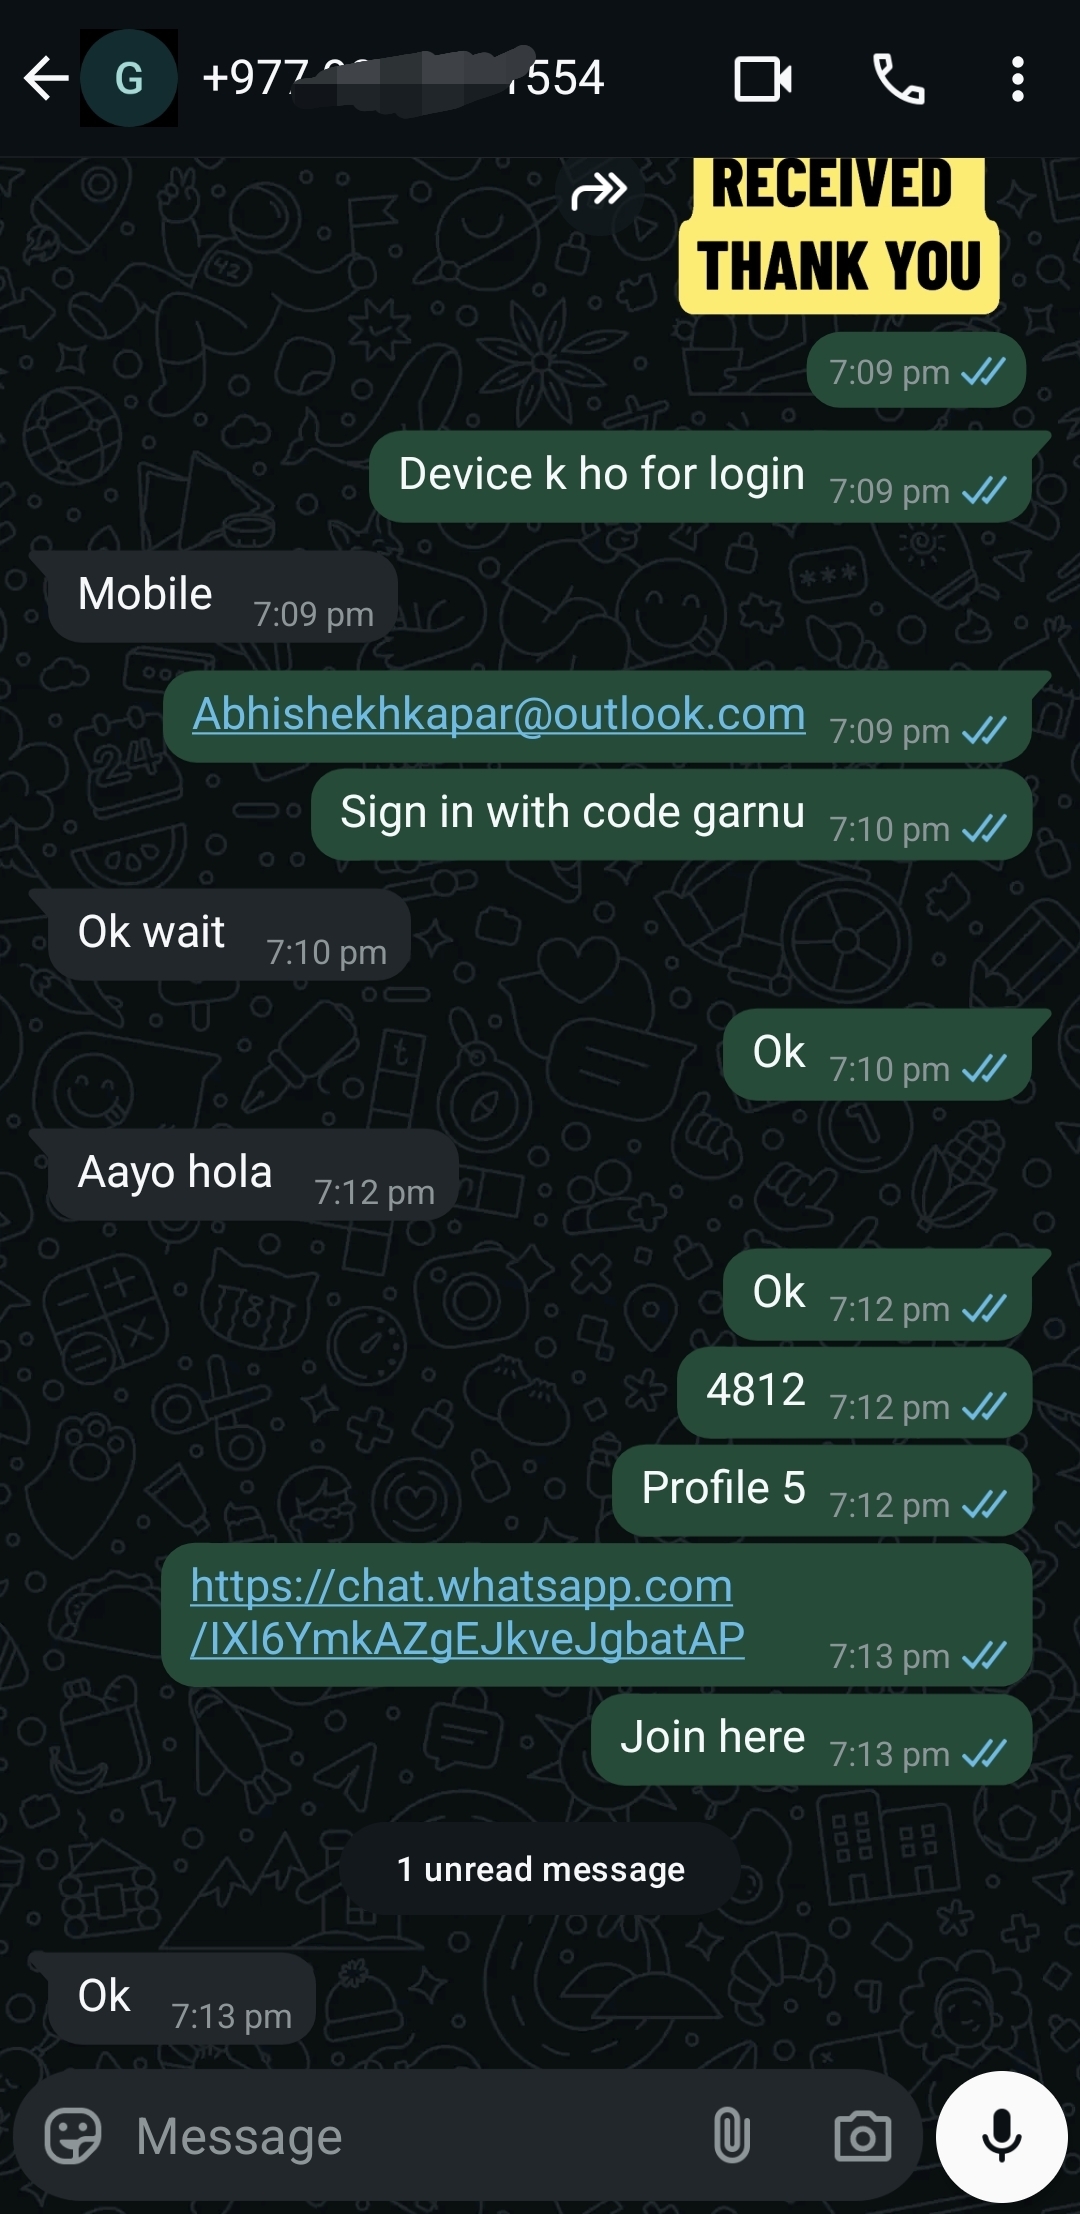 G
+977 1554
RECEIVED
THANK YOU
7:09 pm
Device k ho for login 7:09 pm
Mobile 7:09 pm
Abhishekhkapar@outlook.com 7:09 pm
Sign in with code garnu 7:10 pm
Ok wait 7:10 pm
Ok 7:10 pm
Aayo hola 7:12 pm
Ok 7:12 pm
4812 7:12 pm
Profile 5 7:12 pm
https://chat.whatsapp.com
/IXl6YmkAZgEJkveJgbatAP 7:13 pm
Join here 7:13 pm
1 unread message
Ok 7:13 pm
Message